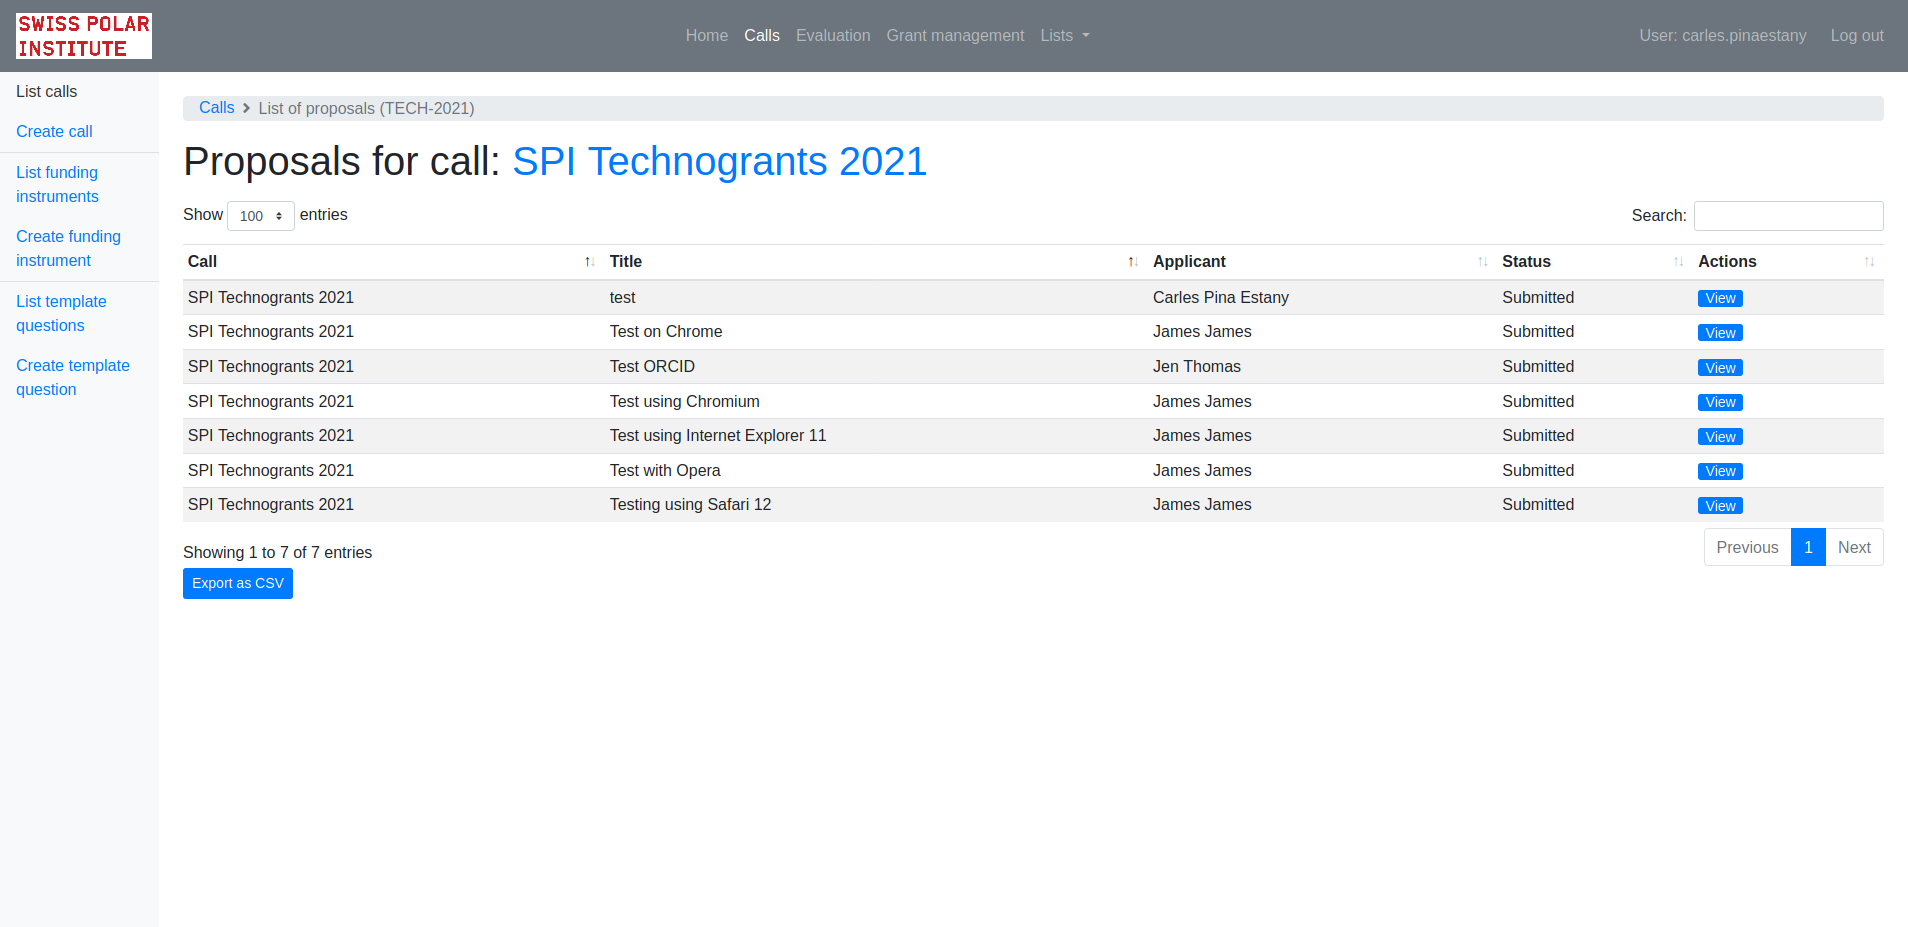 SWISS POLAR
INSTITUTE
Home Calls Evaluation Grant management Lists
User: carles.pinaestany Log out
List calls
Create call
List funding
instruments
Create funding
instrument
List template
questions
Create template
question
Calls List of proposals (TECH-2021)
Proposals for call: SPI Technogrants 2021
Show 100 entries
Search:
Call Title Applicant Status Actions
SPI Technogrants 2021 test Carles Pina Estany Submitted View
SPI Technogrants 2021 Test on Chrome James James Submitted View
SPI Technogrants 2021 Test ORCID Jen Thomas Submitted View
SPI Technogrants 2021 Test using Chromium James James Submitted View
SPI Technogrants 2021 Test using Internet Explorer 11 James James Submitted View
SPI Technogrants 2021 Test with Opera James James Submitted View
SPI Technogrants 2021 Testing using Safari 12 James James Submitted View
Showing 1 to 7 of 7 entries
Previous 1 Next
Export as CSV